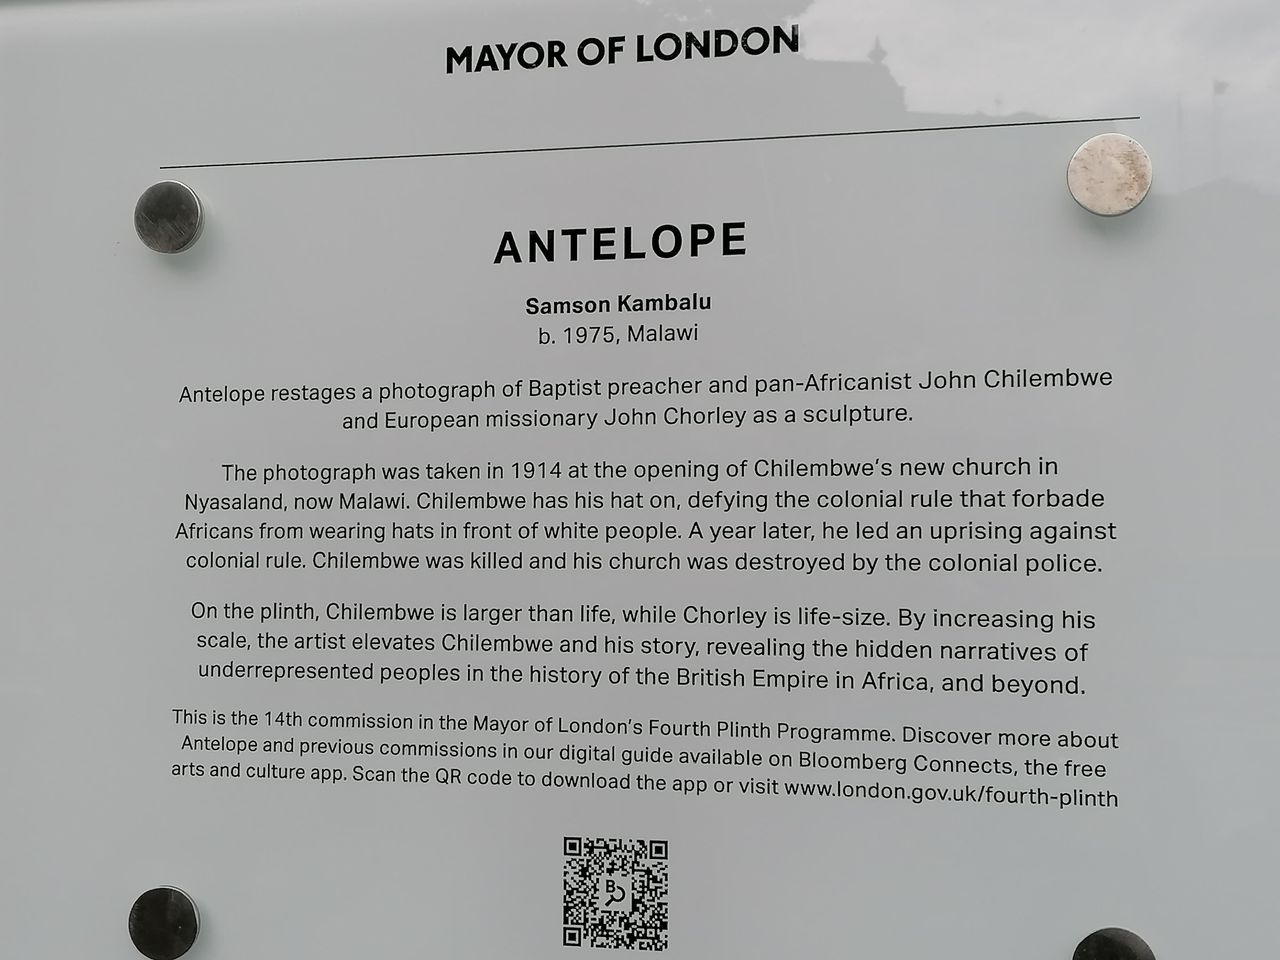 MAYOR OF LONDON
ANTELOPE
Samson Kambalu
b. 1975, Malawi
Antelope restages a photograph of Baptist preacher and pan-Africanist John Chilembwe
and European missionary John Chorley as a sculpture.
The photograph was taken in 1914 at the opening of Chilembwe's new church in
Nyasaland, now Malawi. Chilembwe has his hat on, defying the colonial rule that forbade
Africans from wearing hats in front of white people. A year later, he led an uprising against
colonial rule. Chilembwe was killed and his church was destroyed by the colonial police.
On the plinth, Chilembwe is larger than life, while Chorley is life-size. By increasing his
scale, the artist elevates Chilembwe and his story, revealing the hidden narratives of
underrepresented peoples in the history of the British Empire in Africa, and beyond.
This is the 14th commission in the Mayor of London's Fourth Plinth Programme. Discover more about
Antelope and previous commissions in our digital guide available on Bloomberg Connects, the free
arts and culture app. Scan the QR code to download the app or visit www.london.gov.uk/fourth-plinth
B